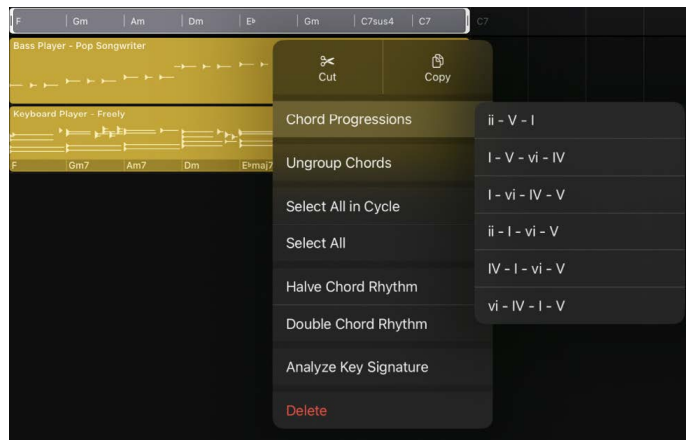 F Gm Am Dm E♭ Gm C7sus4 C7 C7
Bass Player - Pop Songwriter
Cut Copy
Keyboard Player - Freely
F Gm7 Am7 Dm E♭maj7
Chord Progressions
Ungroup Chords
Select All in Cycle
Select All
Halve Chord Rhythm
Double Chord Rhythm
Analyze Key Signature
Delete
ii - V - I
I - V - vi - IV
I - vi - IV - V
ii - I - vi - V
IV - I - vi - V
vi - IV - I - V